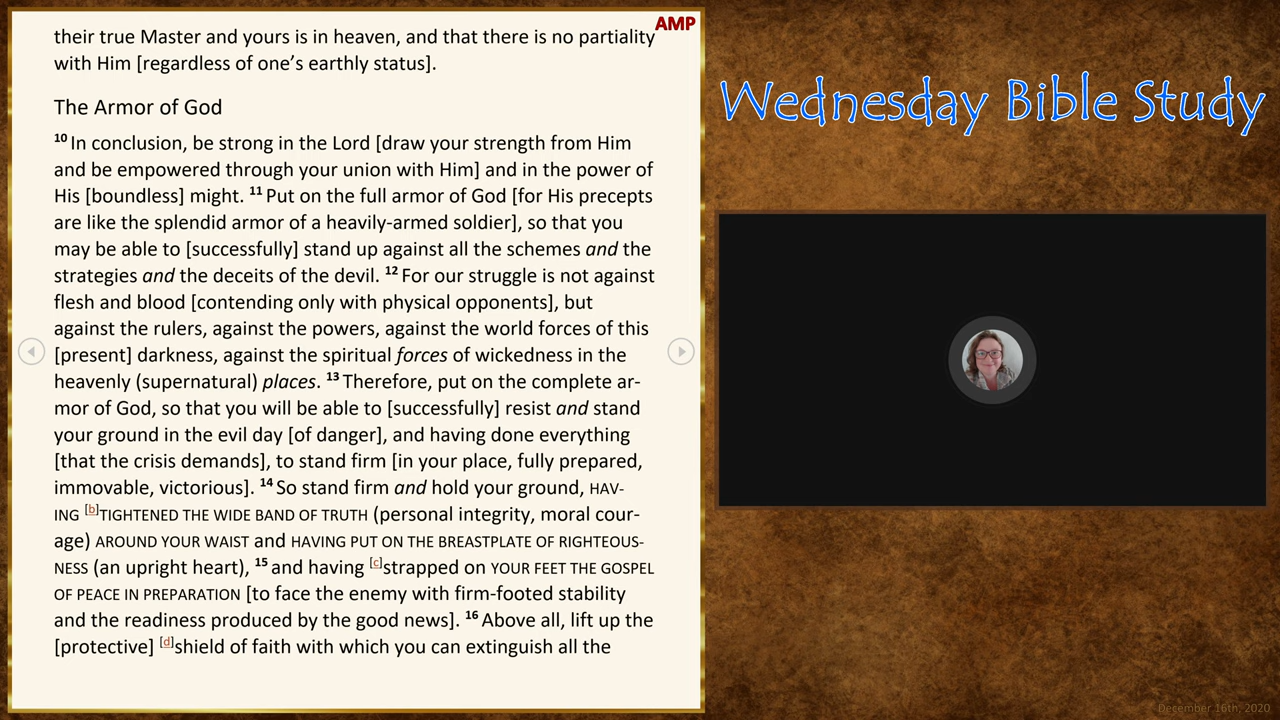 AMP
their true Master and yours is in heaven, and that there is no partiality
with Him [regardless of one’s earthly status].
The Armor of God
10 In conclusion, be strong in the Lord [draw your strength from Him
and be empowered through your union with Him] and in the power of
His [boundless] might. 11 Put on the full armor of God [for His precepts
are like the splendid armor of a heavily-armed soldier], so that you
may be able to [successfully] stand up against all the schemes and the
strategies and the deceits of the devil. 12 For our struggle is not against
flesh and blood [contending only with physical opponents], but
against the rulers, against the powers, against the world forces of this
[present] darkness, against the spiritual forces of wickedness in the
heavenly (supernatural) places. 13 Therefore, put on the complete ar-
mor of God, so that you will be able to [successfully] resist and stand
your ground in the evil day [of danger], and having done everything
[that the crisis demands], to stand firm [in your place, fully prepared,
immovable, victorious]. 14 So stand firm and hold your ground, HAV-
ING [b]TIGHTENED THE WIDE BAND OF TRUTH (personal integrity, moral cour-
age) AROUND YOUR WAIST and HAVING PUT ON THE BREASTPLATE OF RIGHTEOUS-
NESS (an upright heart), 15 and having [c]strapped on YOUR FEET THE GOSPEL
OF PEACE IN PREPARATION [to face the enemy with firm-footed stability
and the readiness produced by the good news]. 16 Above all, lift up the
[protective] [d]shield of faith with which you can extinguish all the
Wednesday Bible Study
December 16th, 2020